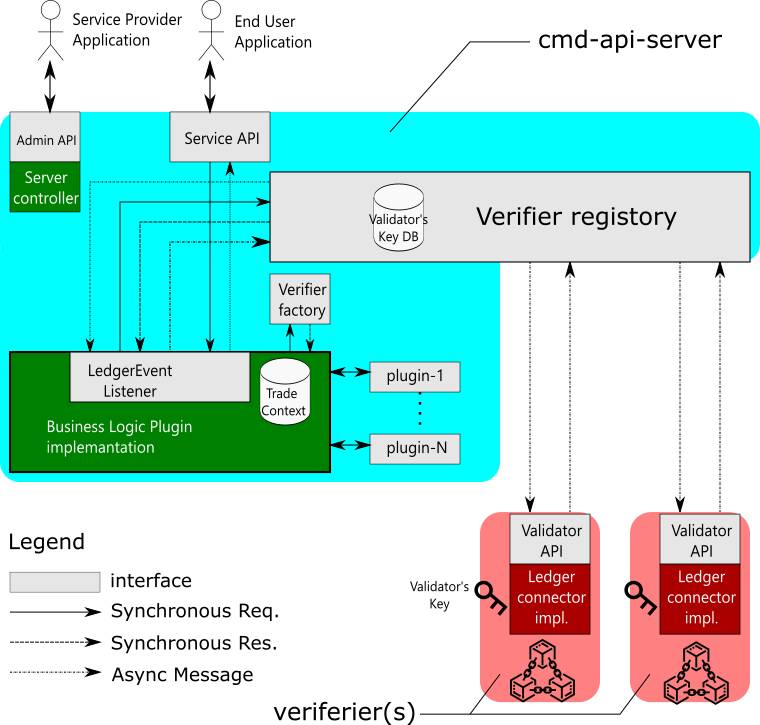 Service Provider
Application
End User
Application
cmd-api-server
Admin API
Service API
Server
controller
Validator's
Key DB
Verifier registory
Verifier
factory
LedgerEvent
Listener
Trade
Context
plugin-1
Business Logic Plugin
implemantation
plugin-N
Legend
interface
Synchronous Req.
Synchronous Res.
Async Message
Validator
API
Validator
API
Validator's
Key
Ledger
connector
impl.
Ledger
connector
impl.
veriferier(s)